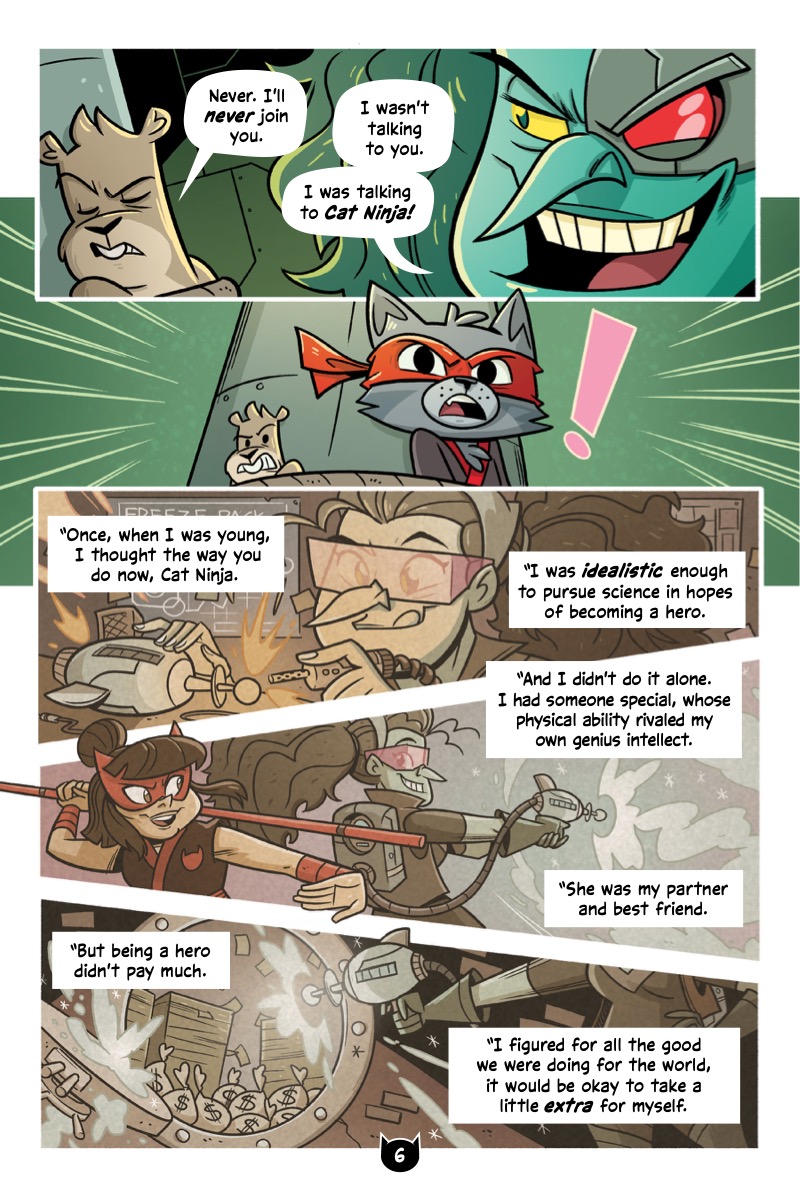 Never. I'll
never join
you.
I wasn't
talking
to you.
I was talking
to Cat Ninja!
!
"Once, when I was young,
I thought the way you
do now, Cat Ninja.
FREEZE PACK
"I was idealistic enough
to pursue science in hopes
of becoming a hero.
"And I didn't do it alone.
I had someone special, whose
physical ability rivaled my
own genius intellect.
"She was my partner
and best friend.
"But being a hero
didn't pay much.
$
$
$
$
$
"I figured for all the good
we were doing for the world,
it would be okay to take a
little extra for myself.
6